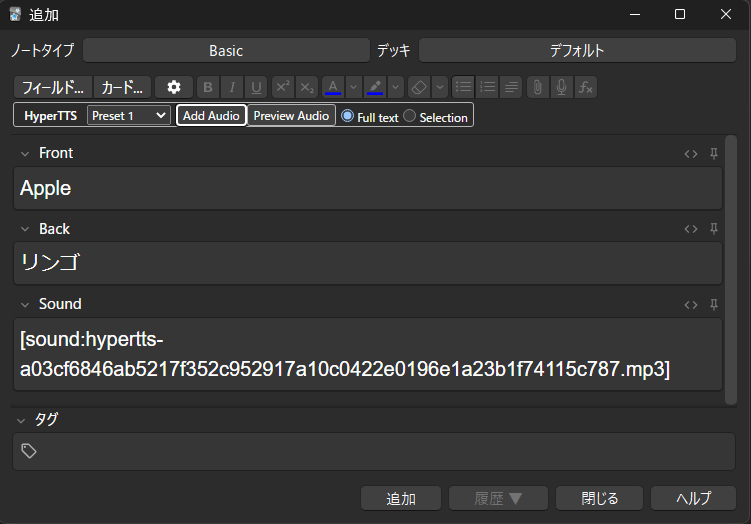 追加
ノートタイプ Basic デッキ デフォルト
フィールド... カード... B I U X² X₂ A fx
HyperTTS Preset 1 Add Audio Preview Audio Full text Selection
Front
Apple
Back
リンゴ
Sound
[sound:hypertts-
a03cf6846ab5217f352c952917a10c0422e0196e1a23b1f74115c787.mp3]
タグ
追加 履歴 ▼ 閉じる ヘルプ